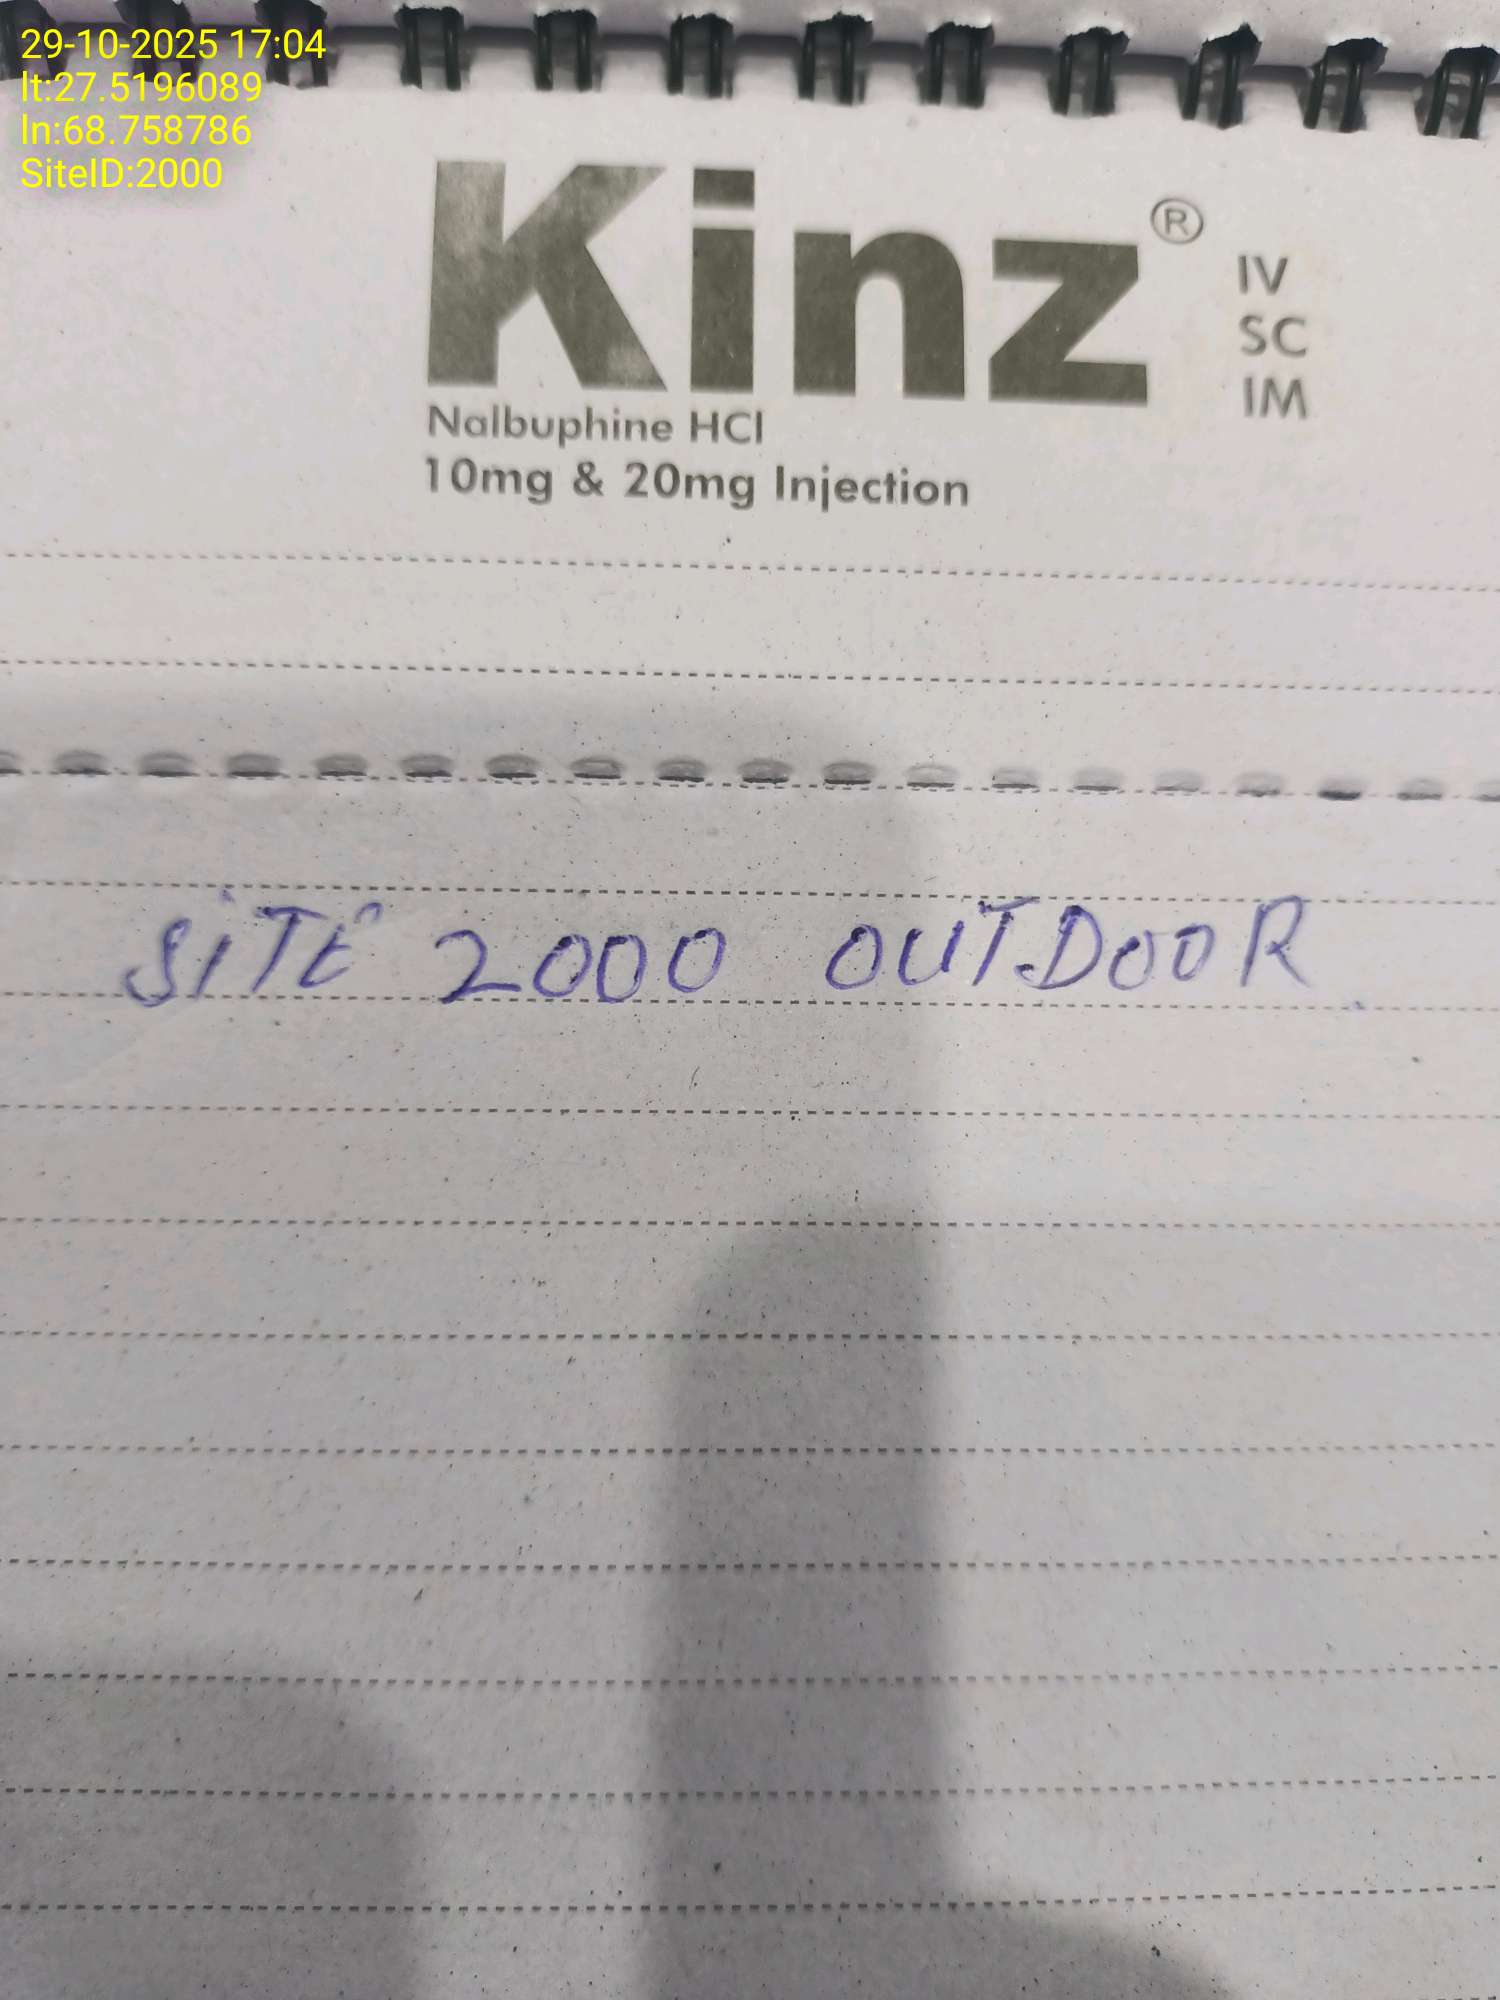 29-10-2025 17:04
lt:27.5196089
ln:68.758786
SiteID:2000
Kinz®
IV
SC
IM
Nalbuphine HCl
10mg & 20mg Injection
SiTE 2000 OUTDOOR